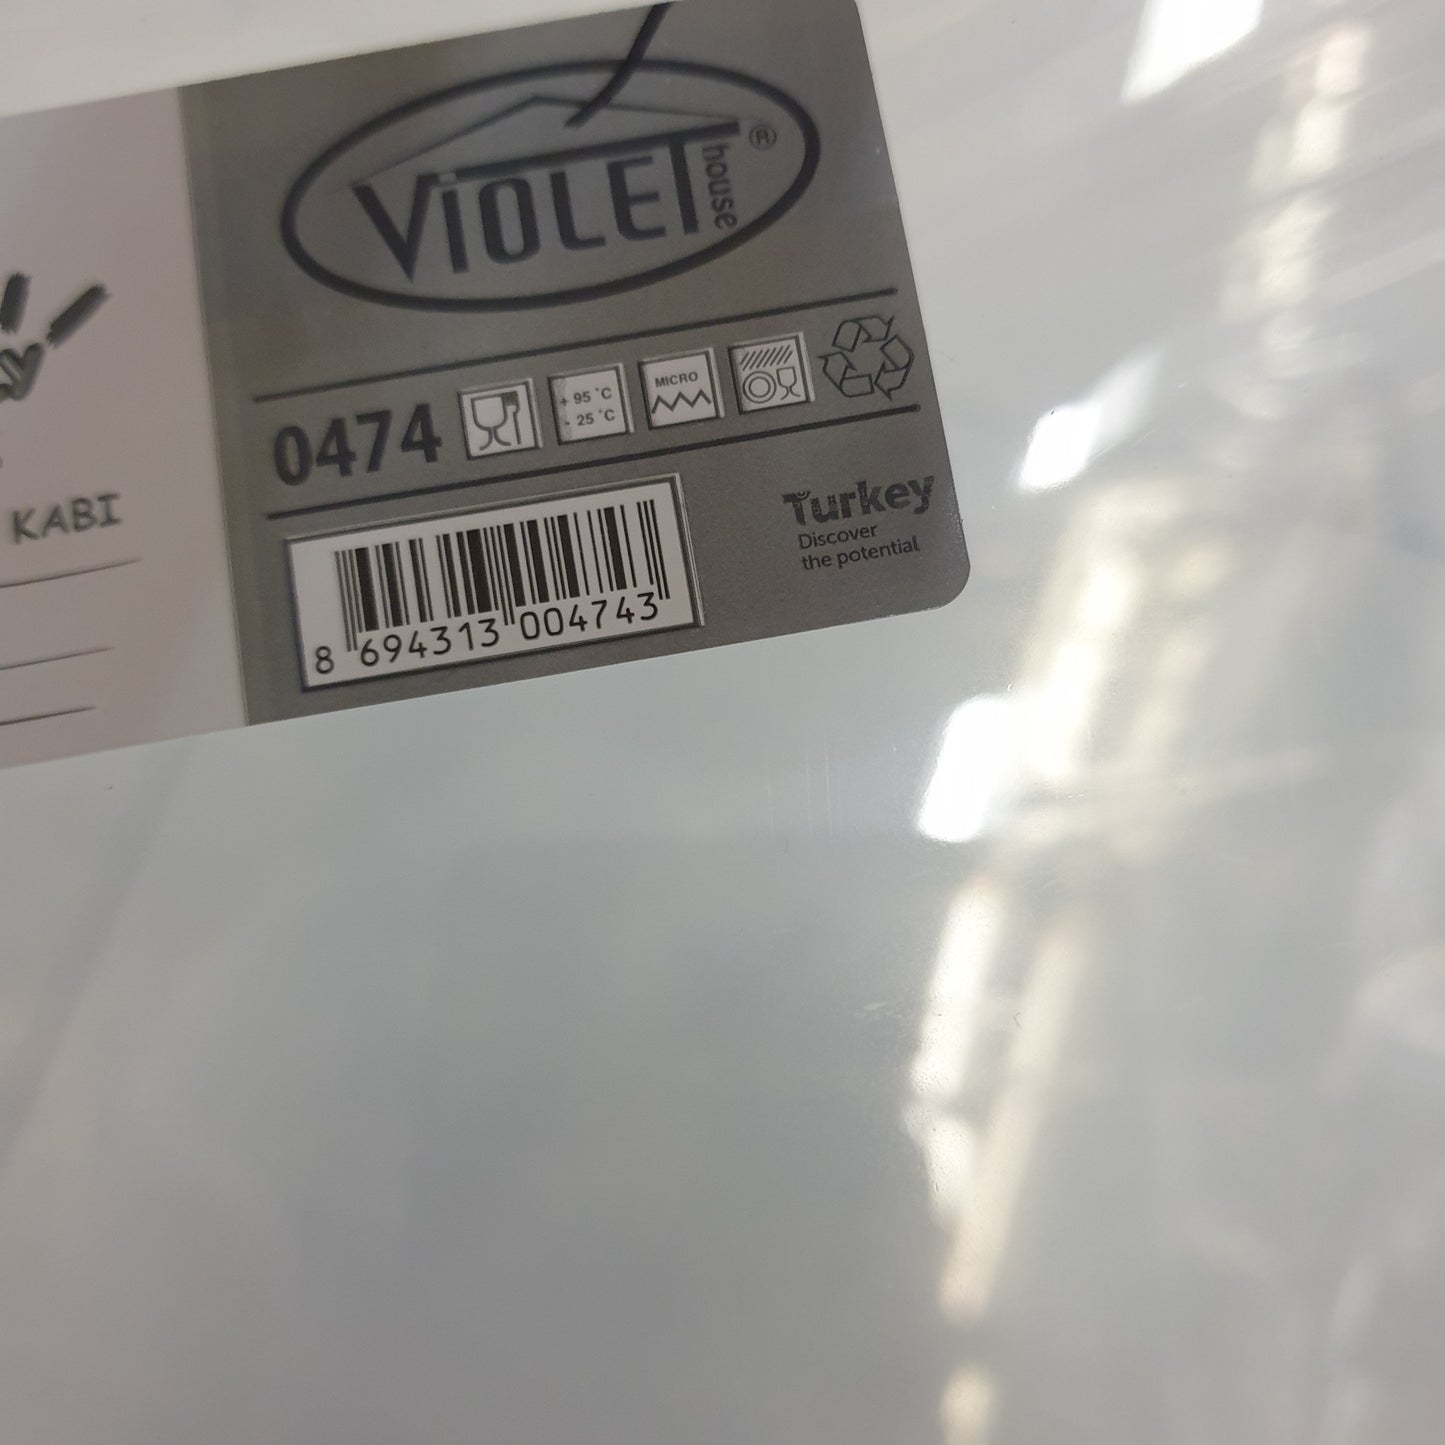 VIOLET
house
®
KABI
0474
+ 95 °C
- 25 °C
MICRO
8 694313 004743
Turkey
Discover
the potential